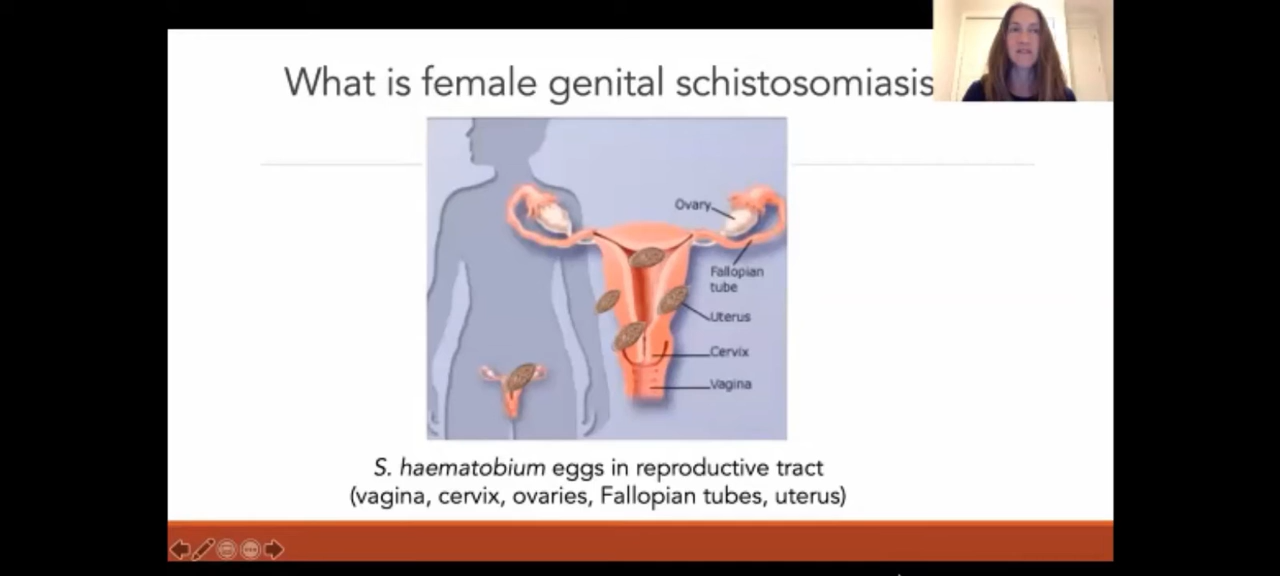 What is female genital schistosomiasis
Ovary
Fallopian
tube
Uterus
Cervix
Vagina
S. haematobium eggs in reproductive tract
(vagina, cervix, ovaries, Fallopian tubes, uterus)